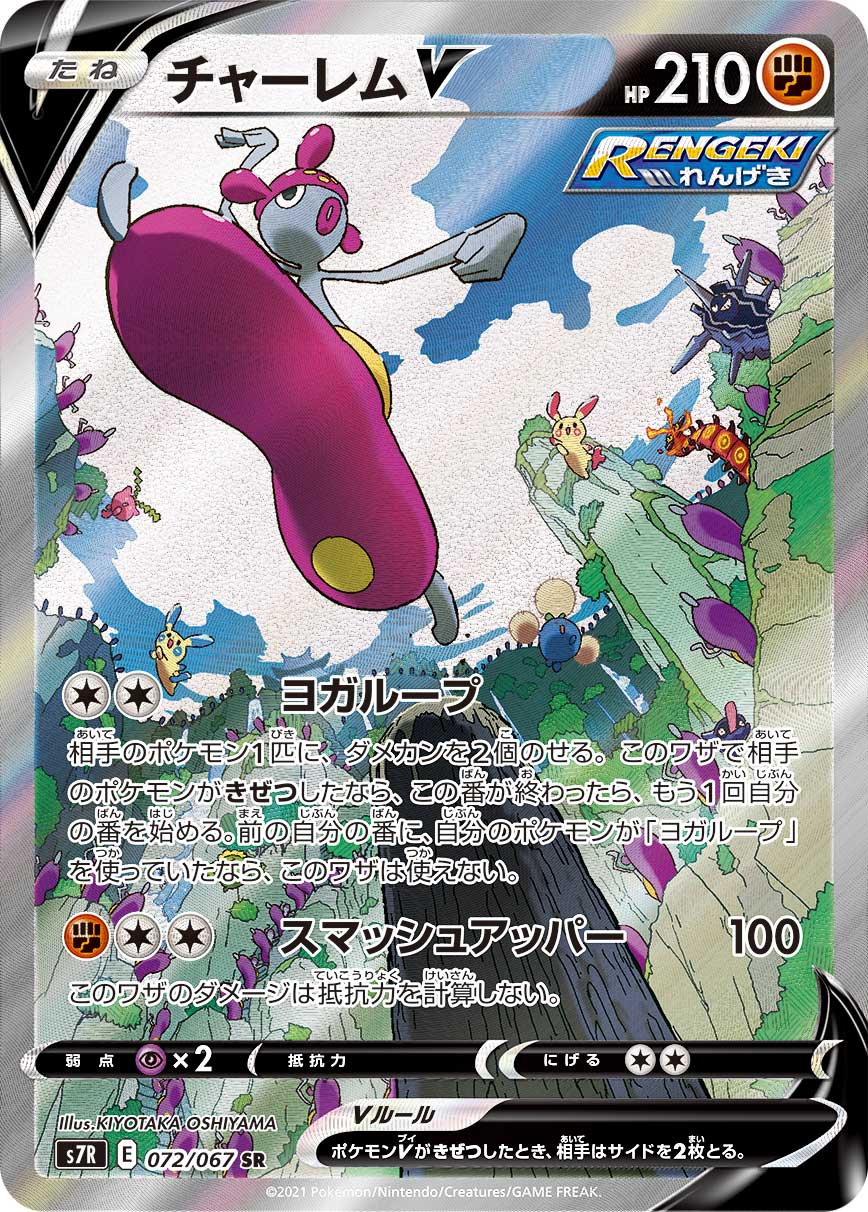 たね チャーレムV HP 210
RENGEKI
れんげき
ヨガループ
相手のポケモン1匹に、ダメカンを2個のせる。このワザで相手
のポケモンがきぜつしたなら、この番が終わったら、もう1回自分
の番を始める。前の自分の番に、自分のポケモンが「ヨガループ」
を使っていたなら、このワザは使えない。
スマッシュアッパー 100
このワザのダメージは抵抗力を計算しない。
弱点 ×2 抵抗力 にげる
Illus.KIYOTAKA OSHIYAMA
Vルール
ポケモンVがきぜつしたとき、相手はサイドを2枚とる。
s7R E 072/067 SR
©2021 Pokémon/Nintendo/Creatures/GAME FREAK.